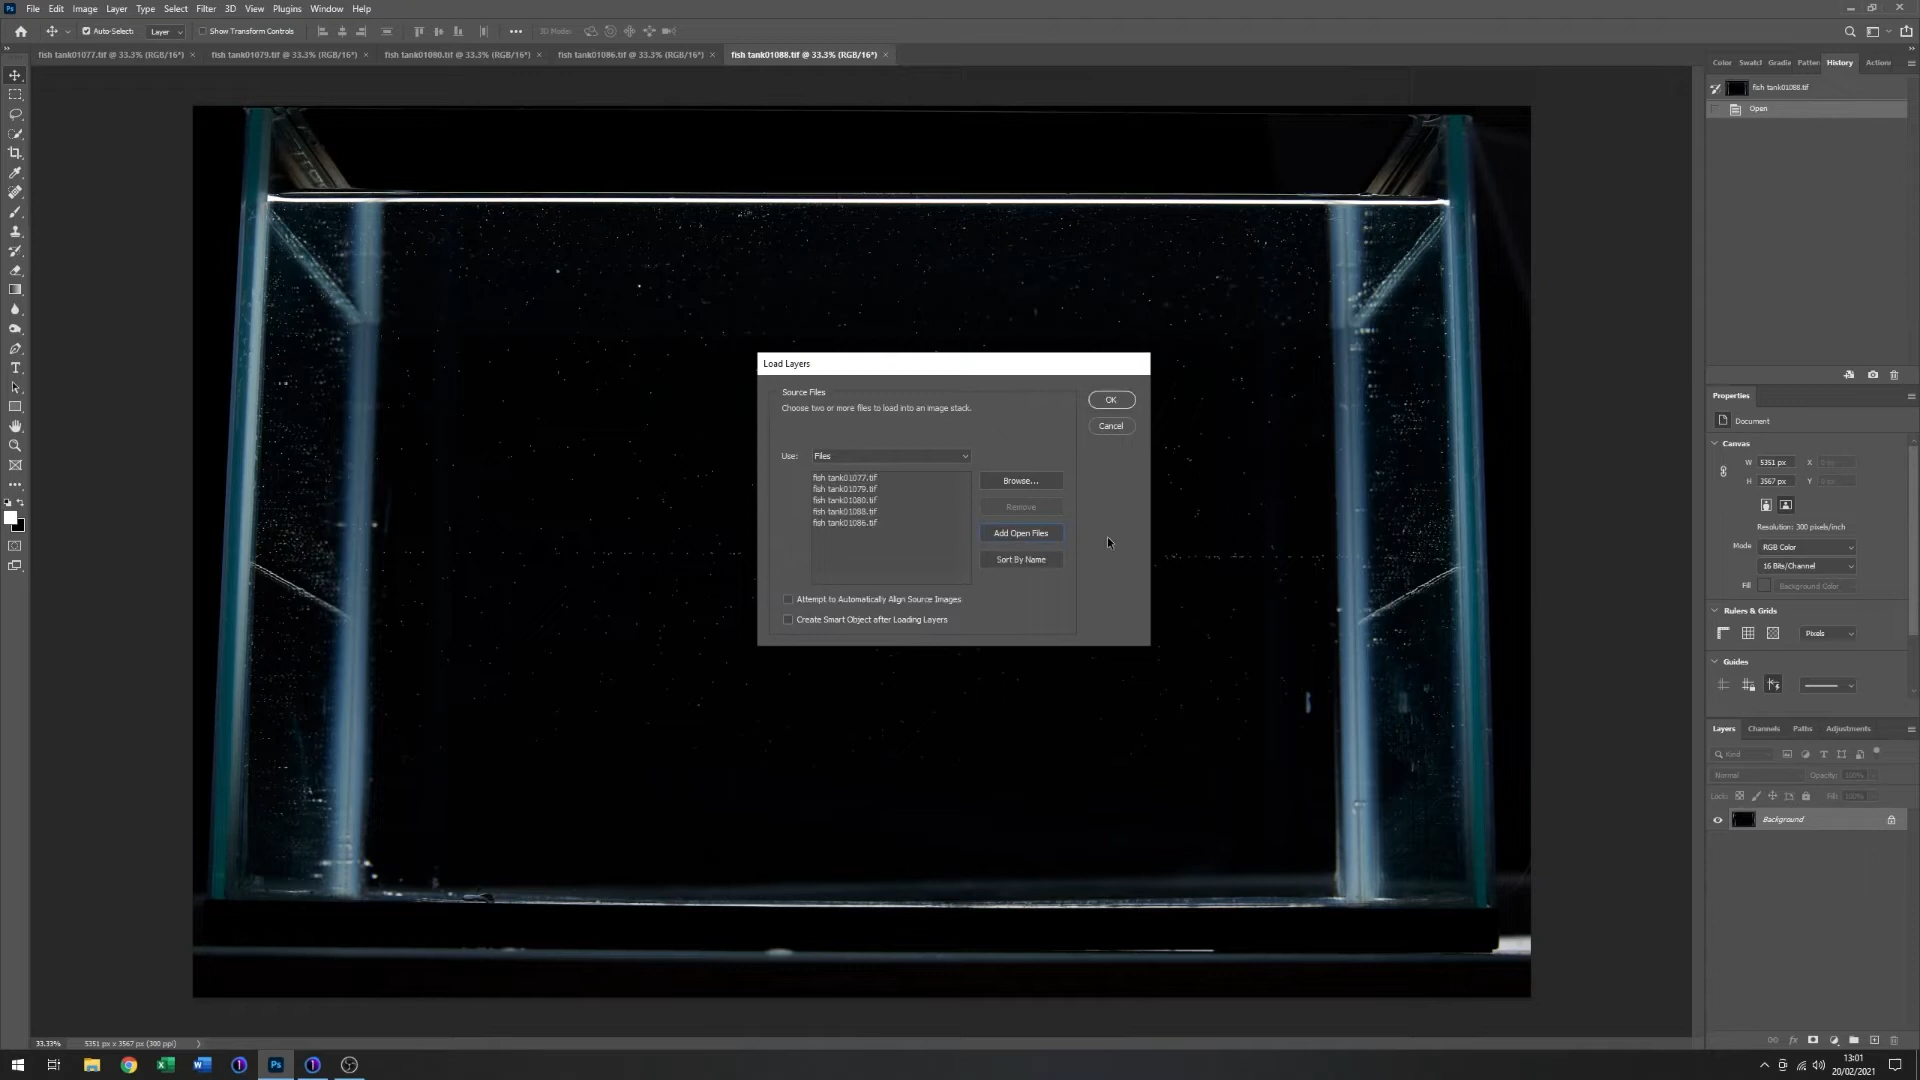 File Edit Image Layer Type Select Filter 3D View Plugins Window Help
Auto-Select: Layer Show Transform Controls 3D Mode:
fish tank01077.tif @ 33.3% (RGB/16*) × fish tank01079.tif @ 33.3% (RGB/16*) × fish tank01080.tif @ 33.3% (RGB/16*) × fish tank01086.tif @ 33.3% (RGB/16*) × fish tank01088.tif @ 33.3% (RGB/16*) ×
Color Swatch Gradie Patter History Action
fish tank01088.tif
Open
Load Layers
Source Files
Choose two or more files to load into an image stack.
OK
Cancel
Use: Files
fish tank01077.tif
fish tank01079.tif
fish tank01080.tif
fish tank01088.tif
fish tank01086.tif
Browse...
Remove
Add Open Files
Sort By Name
Attempt to Automatically Align Source Images
Create Smart Object after Loading Layers
Properties
Document
Canvas
W 5351 px X
H 3567 px Y
Resolution: 300 pixels/inch
Mode RGB Color
16 Bits/Channel
Fill Background Color
Rulers & Grids
Pixels
Guides
Layers Channels Paths Adjustments
Kind
Normal Opacity: 100%
Lock: Fill: 100%
Background
33.33% 5351 px x 3567 px (300 ppi)
13:01
20/02/2021